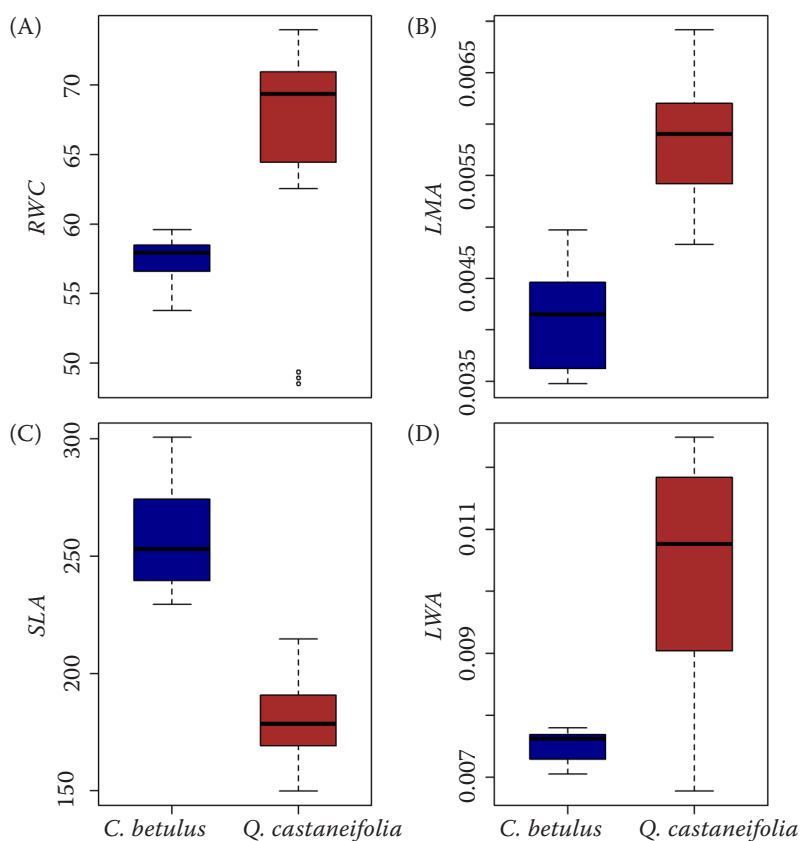 (A)
RWC
70
65
60
55
50
(B)
LMA
0.0065
0.0055
0.0045
0.0035
(C)
SLA
300
250
200
150
C. betulus Q. castaneifolia
(D)
LWA
0.011
0.009
0.007
C. betulus Q. castaneifolia